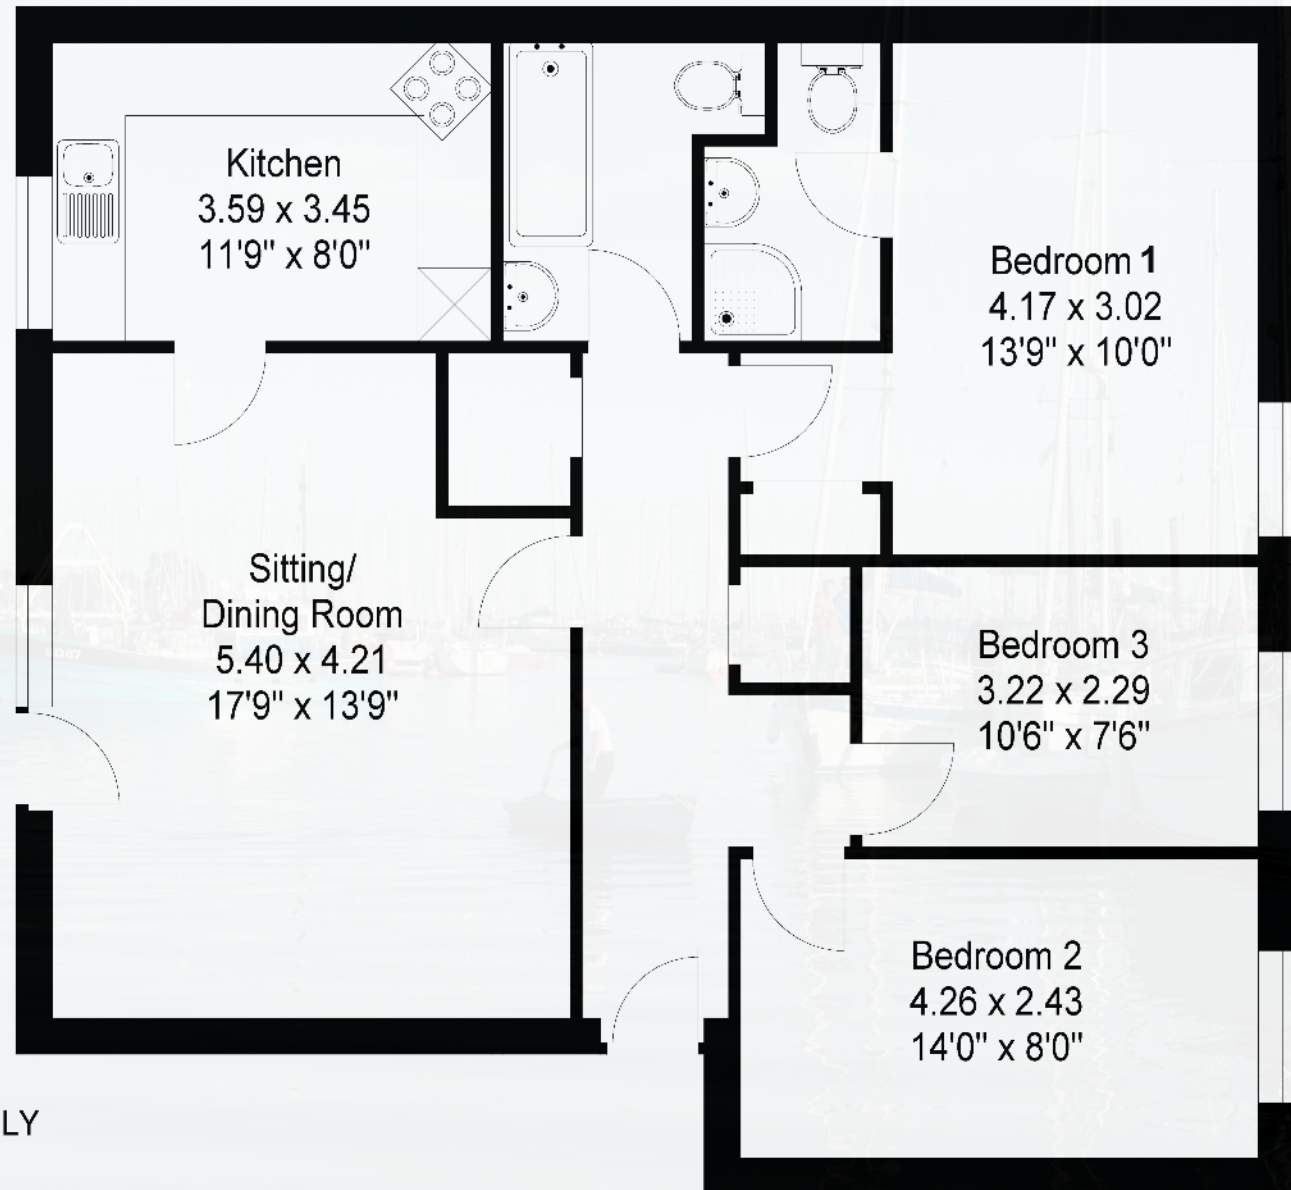 Kitchen
3.59 x 3.45
11'9" x 8'0"
Bedroom 1
4.17 x 3.02
13'9" x 10'0"
Sitting/
Dining Room
5.40 x 4.21
17'9" x 13'9"
Bedroom 3
3.22 x 2.29
10'6" x 7'6"
Bedroom 2
4.26 x 2.43
14'0" x 8'0"
LY